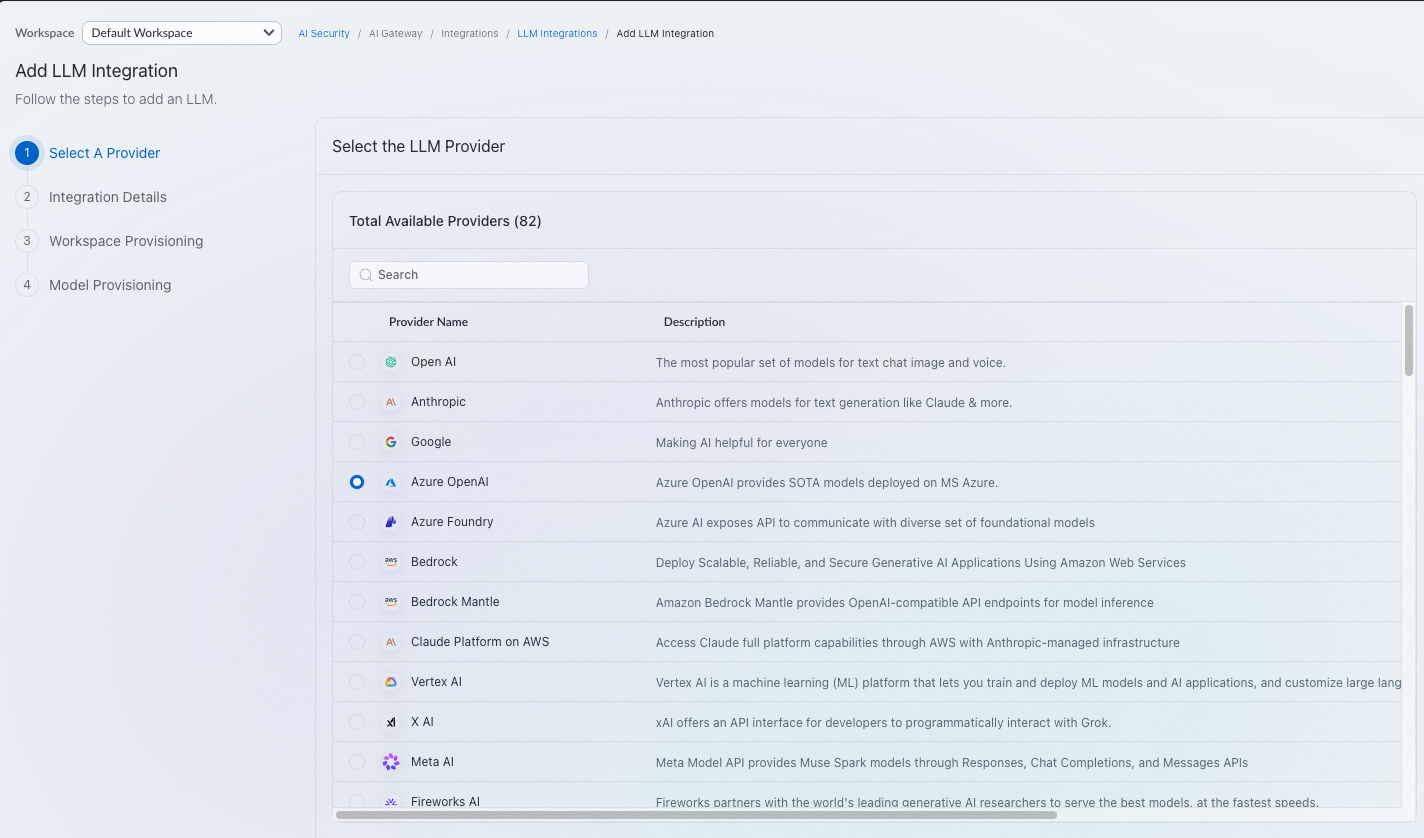 Workspace Default Workspace AI Security / AI Gateway / Integrations / LLM Integrations / Add LLM Integration
Add LLM Integration
Follow the steps to add an LLM.
1 Select A Provider
2 Integration Details
3 Workspace Provisioning
4 Model Provisioning
Select the LLM Provider
Total Available Providers (82)
Search
Provider Name Description
Open AI The most popular set of models for text chat image and voice.
Anthropic Anthropic offers models for text generation like Claude & more.
Google Making AI helpful for everyone
Azure OpenAI Azure OpenAI provides SOTA models deployed on MS Azure.
Azure Foundry Azure AI exposes API to communicate with diverse set of foundational models
aws Bedrock Deploy Scalable, Reliable, and Secure Generative AI Applications Using Amazon Web Services
aws Bedrock Mantle Amazon Bedrock Mantle provides OpenAI-compatible API endpoints for model inference
Claude Platform on AWS Access Claude full platform capabilities through AWS with Anthropic-managed infrastructure
Vertex AI Vertex AI is a machine learning (ML) platform that lets you train and deploy ML models and AI applications, and customize large lang
X AI xAI offers an API interface for developers to programmatically interact with Grok.
Meta AI Meta Model API provides Muse Spark models through Responses, Chat Completions, and Messages APIs
Fireworks AI Fireworks partners with the world's leading generative AI researchers to serve the best models, at the fastest speeds.